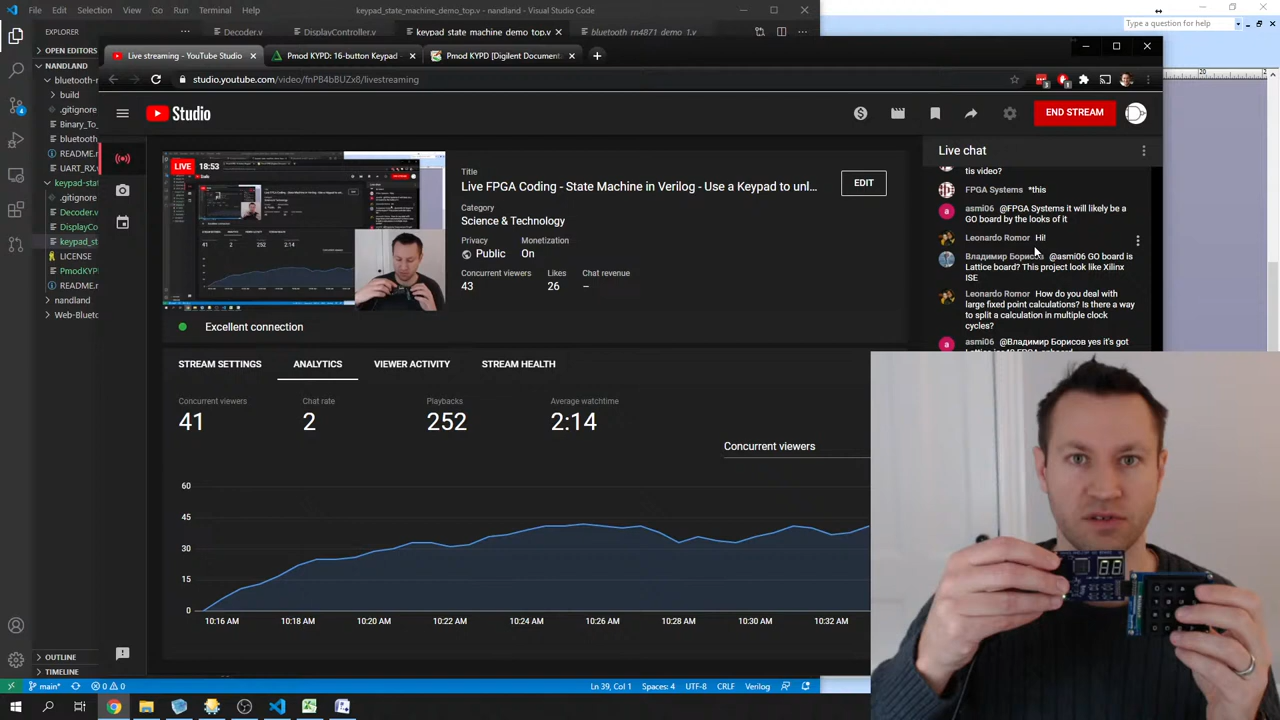 File Edit Selection View Go Run Terminal Help
keypad_state_machine_demo_top.v - nandland - Visual Studio Code
Type a question for help
EXPLORER
Decoder.v
DisplayController.v
keypad_state_machine_demo_top.v
bluetooth_rn4871_demo_1.v
OPEN EDITORS
NANDLAND
bluetooth-rn
build
.gitignore
Binary_To_
bluetooth
README.m
UART_RX.v
keypad-stat
.gitignore
Decoder.v
DisplayCo
keypad_st
LICENSE
PmodKYP
README.m
nandland
Web-Blueto
4
OUTLINE
TIMELINE
Live streaming - YouTube Studio
Pmod KYPD: 16-button Keypad -
Pmod KYPD [Digilent Document
studio.youtube.com/video/fnPB4bBUZx8/livestreaming
3
1
Studio
END STREAM
LIVE 18:53
Title
Live FPGA Coding - State Machine in Verilog - Use a Keypad to unl...
EDIT
Category
Science & Technology
Privacy
Monetization
Public
On
Concurrent viewers
Likes
Chat revenue
43
26
–
Excellent connection
STREAM SETTINGS
ANALYTICS
VIEWER ACTIVITY
STREAM HEALTH
Concurrent viewers
Chat rate
Playbacks
Average watchtime
41
2
252
2:14
Concurrent viewers
60
45
30
15
0
10:16 AM
10:18 AM
10:20 AM
10:22 AM
10:24 AM
10:26 AM
10:28 AM
10:30 AM
10:32 AM
Live chat
tis video?
FPGA Systems *this
asmi06 @FPGA Systems it will likely be a
GO board by the looks of it
Leonardo Romor Hi!
Владимир Борисов @asmi06 GO board is
Lattice board? This project look like Xilinx
ISE
Leonardo Romor How do you deal with
large fixed point calculations? Is there a way
to split a calculation in multiple clock
cycles?
asmi06 @Владимир Борисов yes it's got
main*
0
0
Ln 39, Col 1
Spaces: 4
UTF-8
CRLF
Verilog